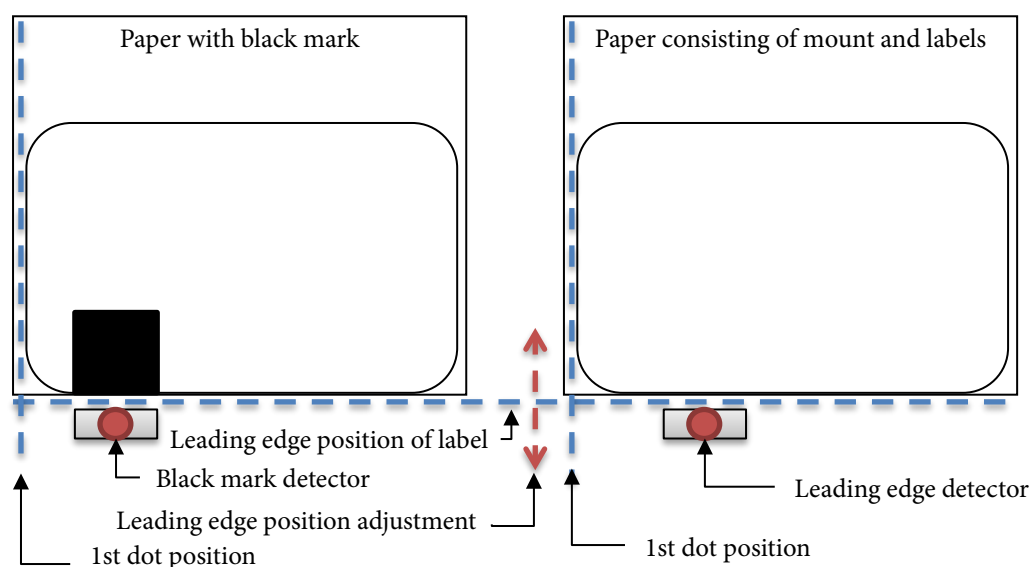 Paper with black mark
Paper consisting of mount and labels
Leading edge position of label
Black mark detector
Leading edge detector
Leading edge position adjustment
1st dot position
1st dot position